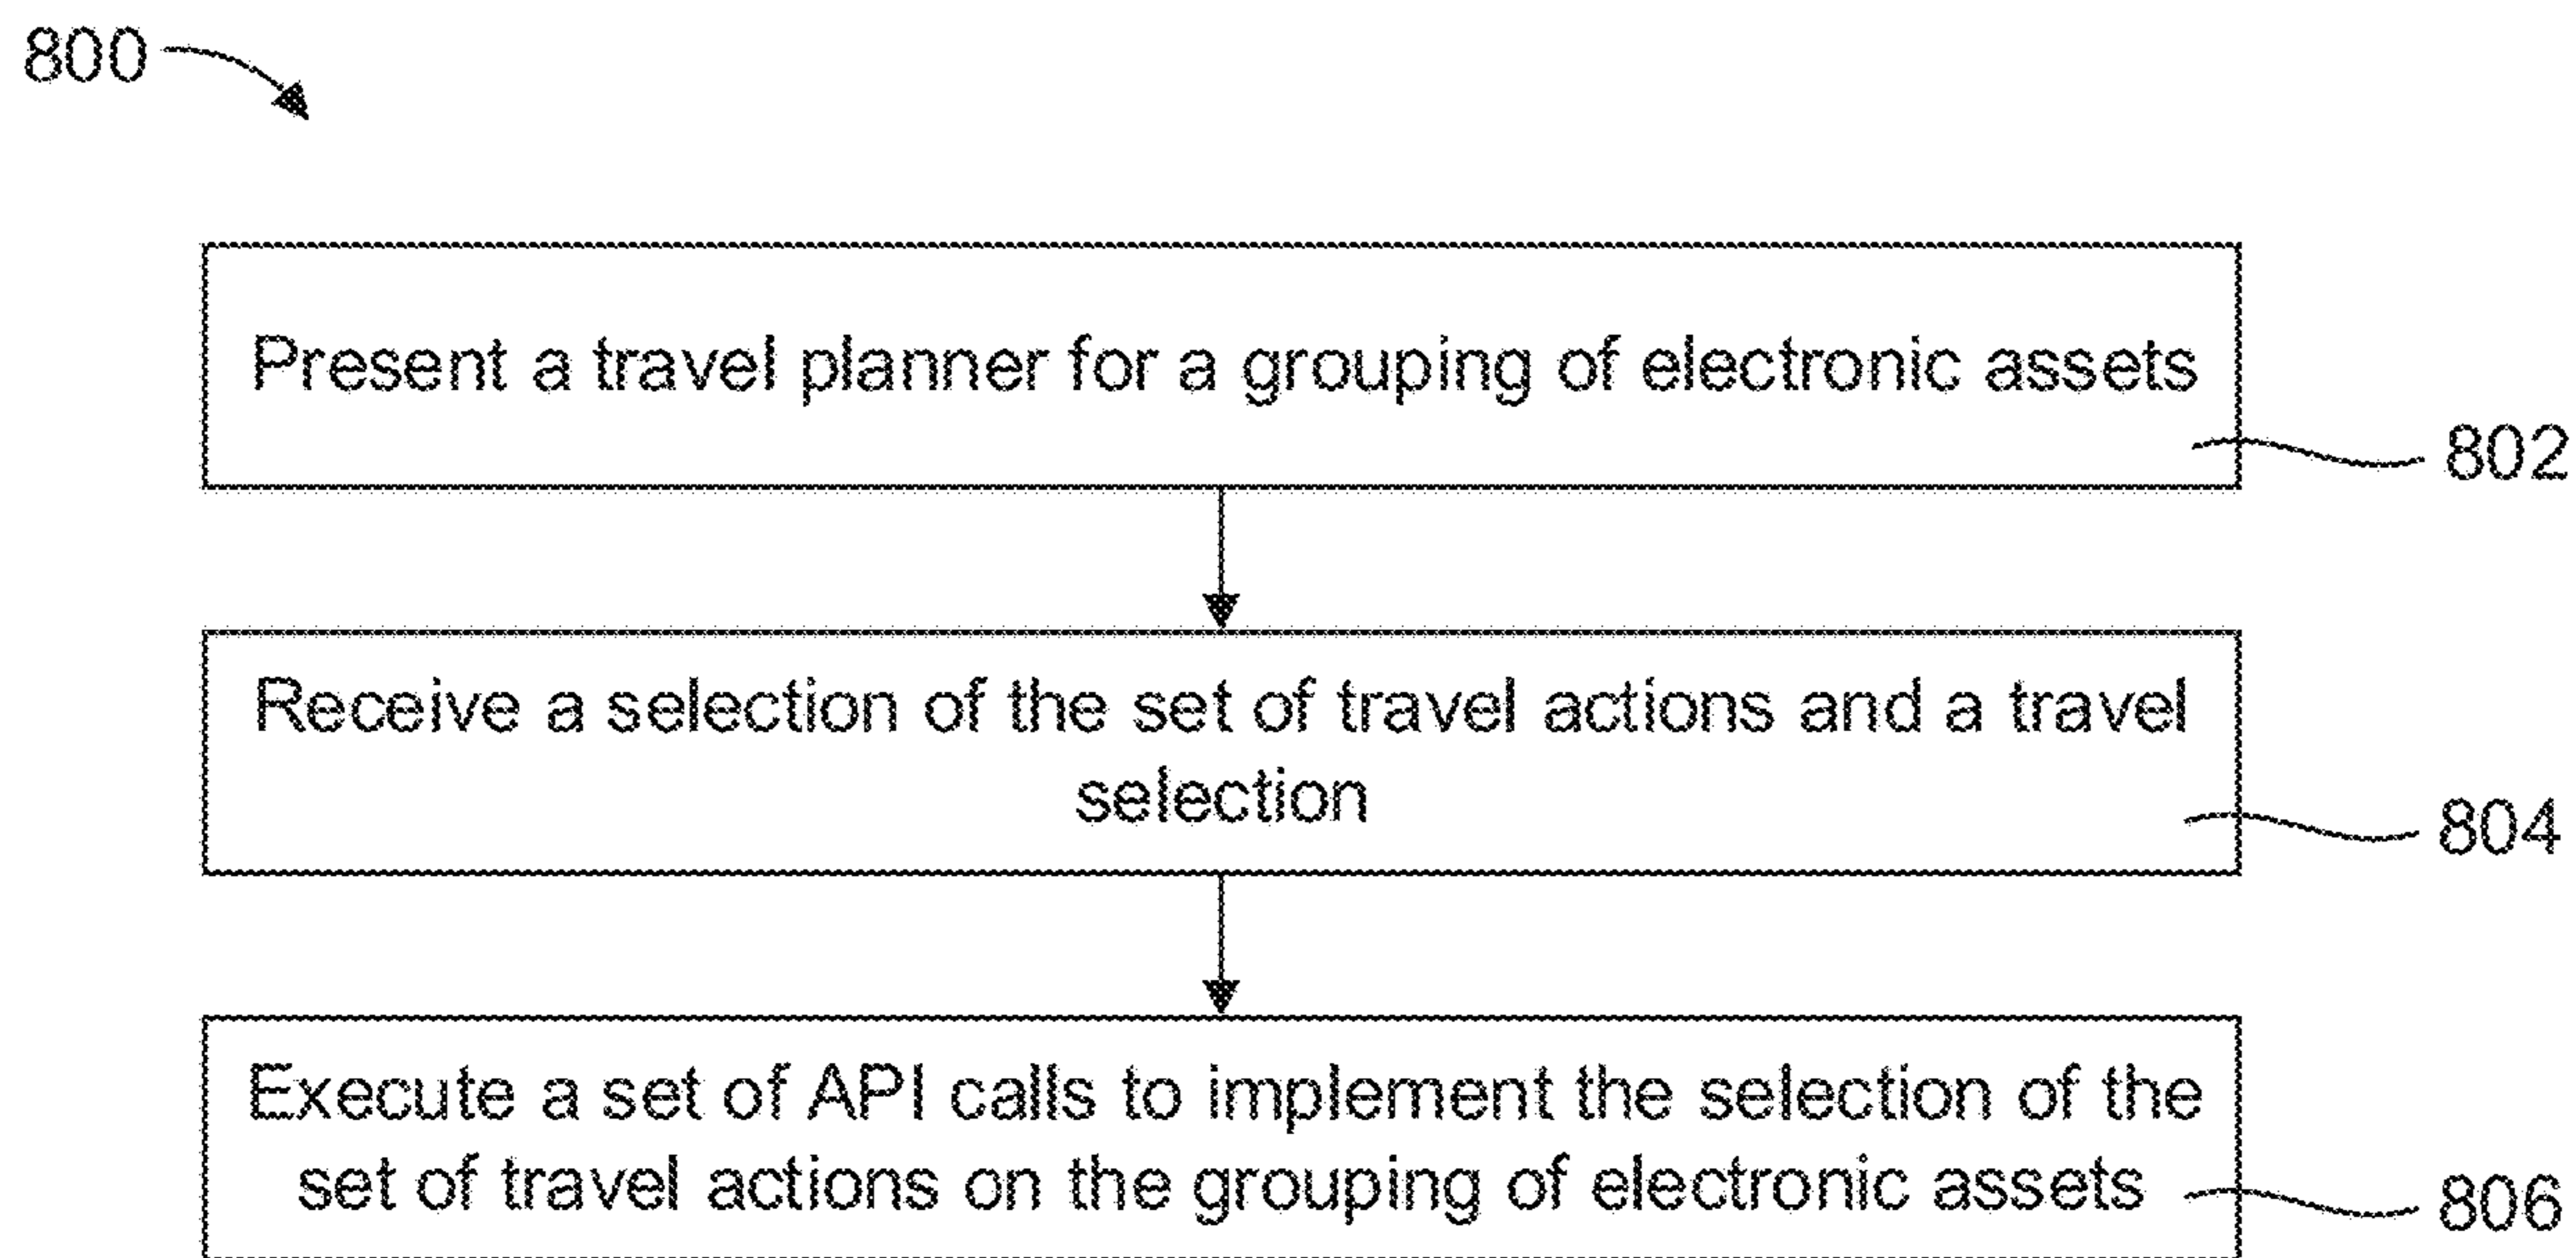 800
Present a travel planner for a grouping of electronic assets
802
Receive a selection of the set of travel actions and a travel
selection
804
Execute a set of API calls to implement the selection of the
set of travel actions on the grouping of electronic assets
806